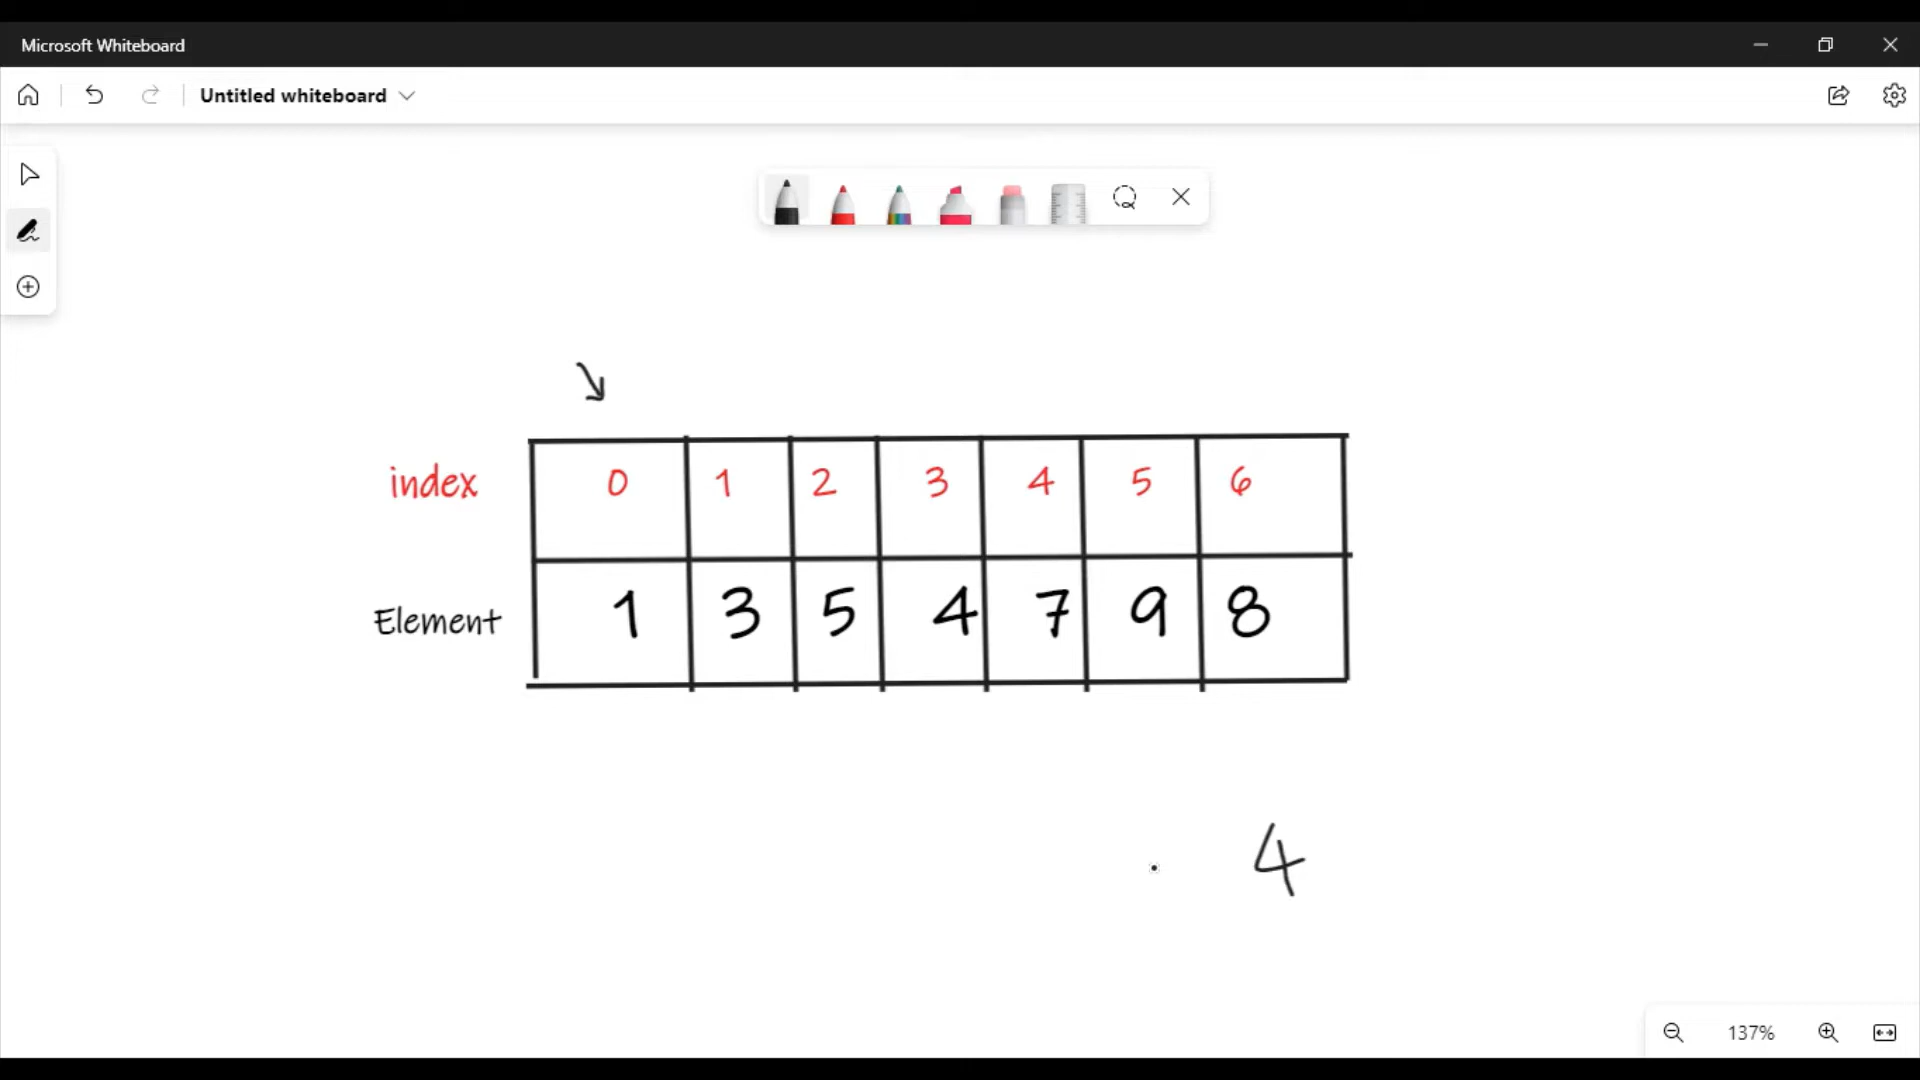 Microsoft Whiteboard
Untitled whiteboard
index 0 1 2 3 4 5 6
Element 1 3 5 4 7 9 8
4
137%